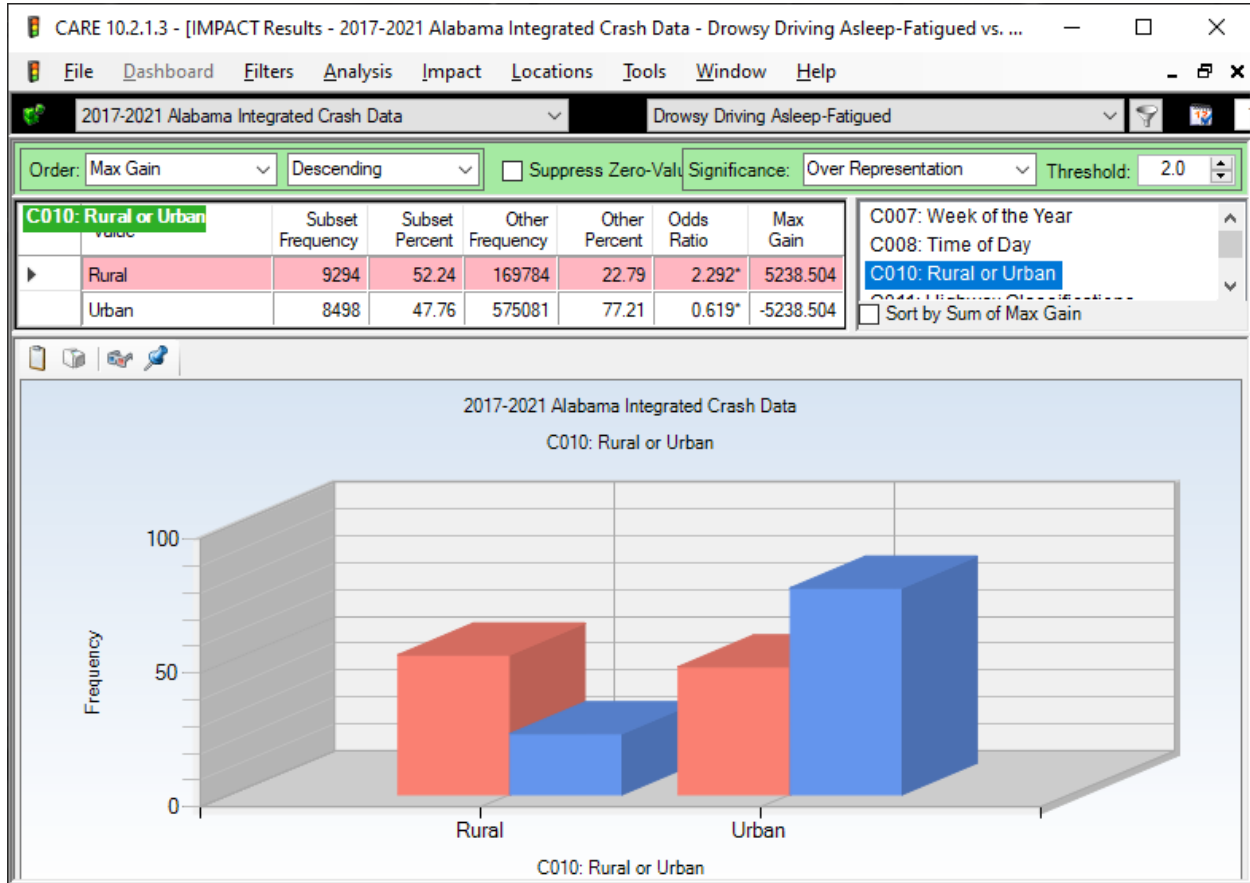 CARE 10.2.1.3 - [IMPACT Results - 2017-2021 Alabama Integrated Crash Data - Drowsy Driving Asleep-Fatigued vs. ...
File Dashboard Filters Analysis Impact Locations Tools Window Help
2017-2021 Alabama Integrated Crash Data Drowsy Driving Asleep-Fatigued 12
Order: Max Gain Descending Suppress Zero-Valu Significance: Over Representation Threshold: 2.0
C010: Rural or Urban Subset Frequency Subset Percent Other Frequency Other Percent Odds Ratio Max Gain
Rural 9294 52.24 169784 22.79 2.292* 5238.504
Urban 8498 47.76 575081 77.21 0.619* -5238.504
C007: Week of the Year
C008: Time of Day
C010: Rural or Urban
C011: Highway Classifications
Sort by Sum of Max Gain
2017-2021 Alabama Integrated Crash Data
C010: Rural or Urban
100
50
0
Frequency
Rural Urban
C010: Rural or Urban